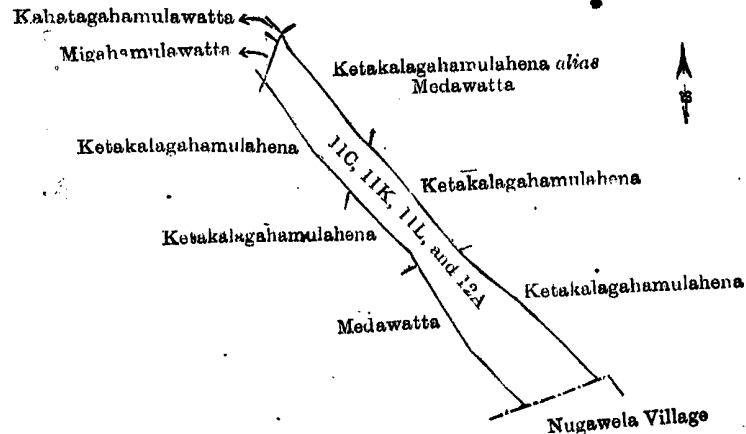 Kahatagahamulawatta
Migahamulawatta
Ketakalagahamulahena alias
Medawatta
Ketakalagahamulahena
11C, 11K, 11L, and 12A
Ketakalagahamulahena
Ketakalagahamulahena
Ketakalagahamulahena
Medawatta
Nugawela Village